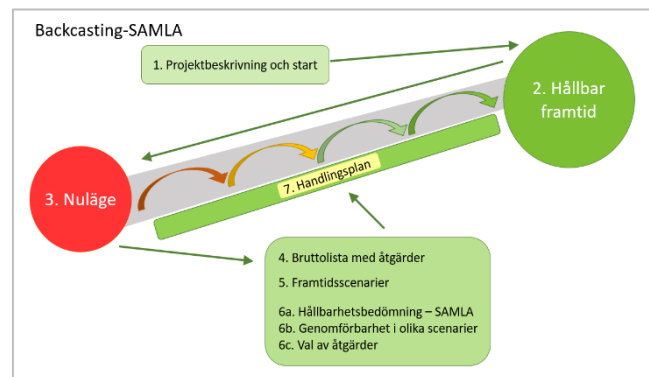 Backcasting-SAMLA
1. Projektbeskrivning och start
2. Hållbar
framtid
3. Nuläge
7. Handlingsplan
4. Bruttolista med åtgärder
5. Framtidsscenarier
6a. Hållbarhetsbedömning – SAMLA
6b. Genomförbarhet i olika scenarier
6c. Val av åtgärder